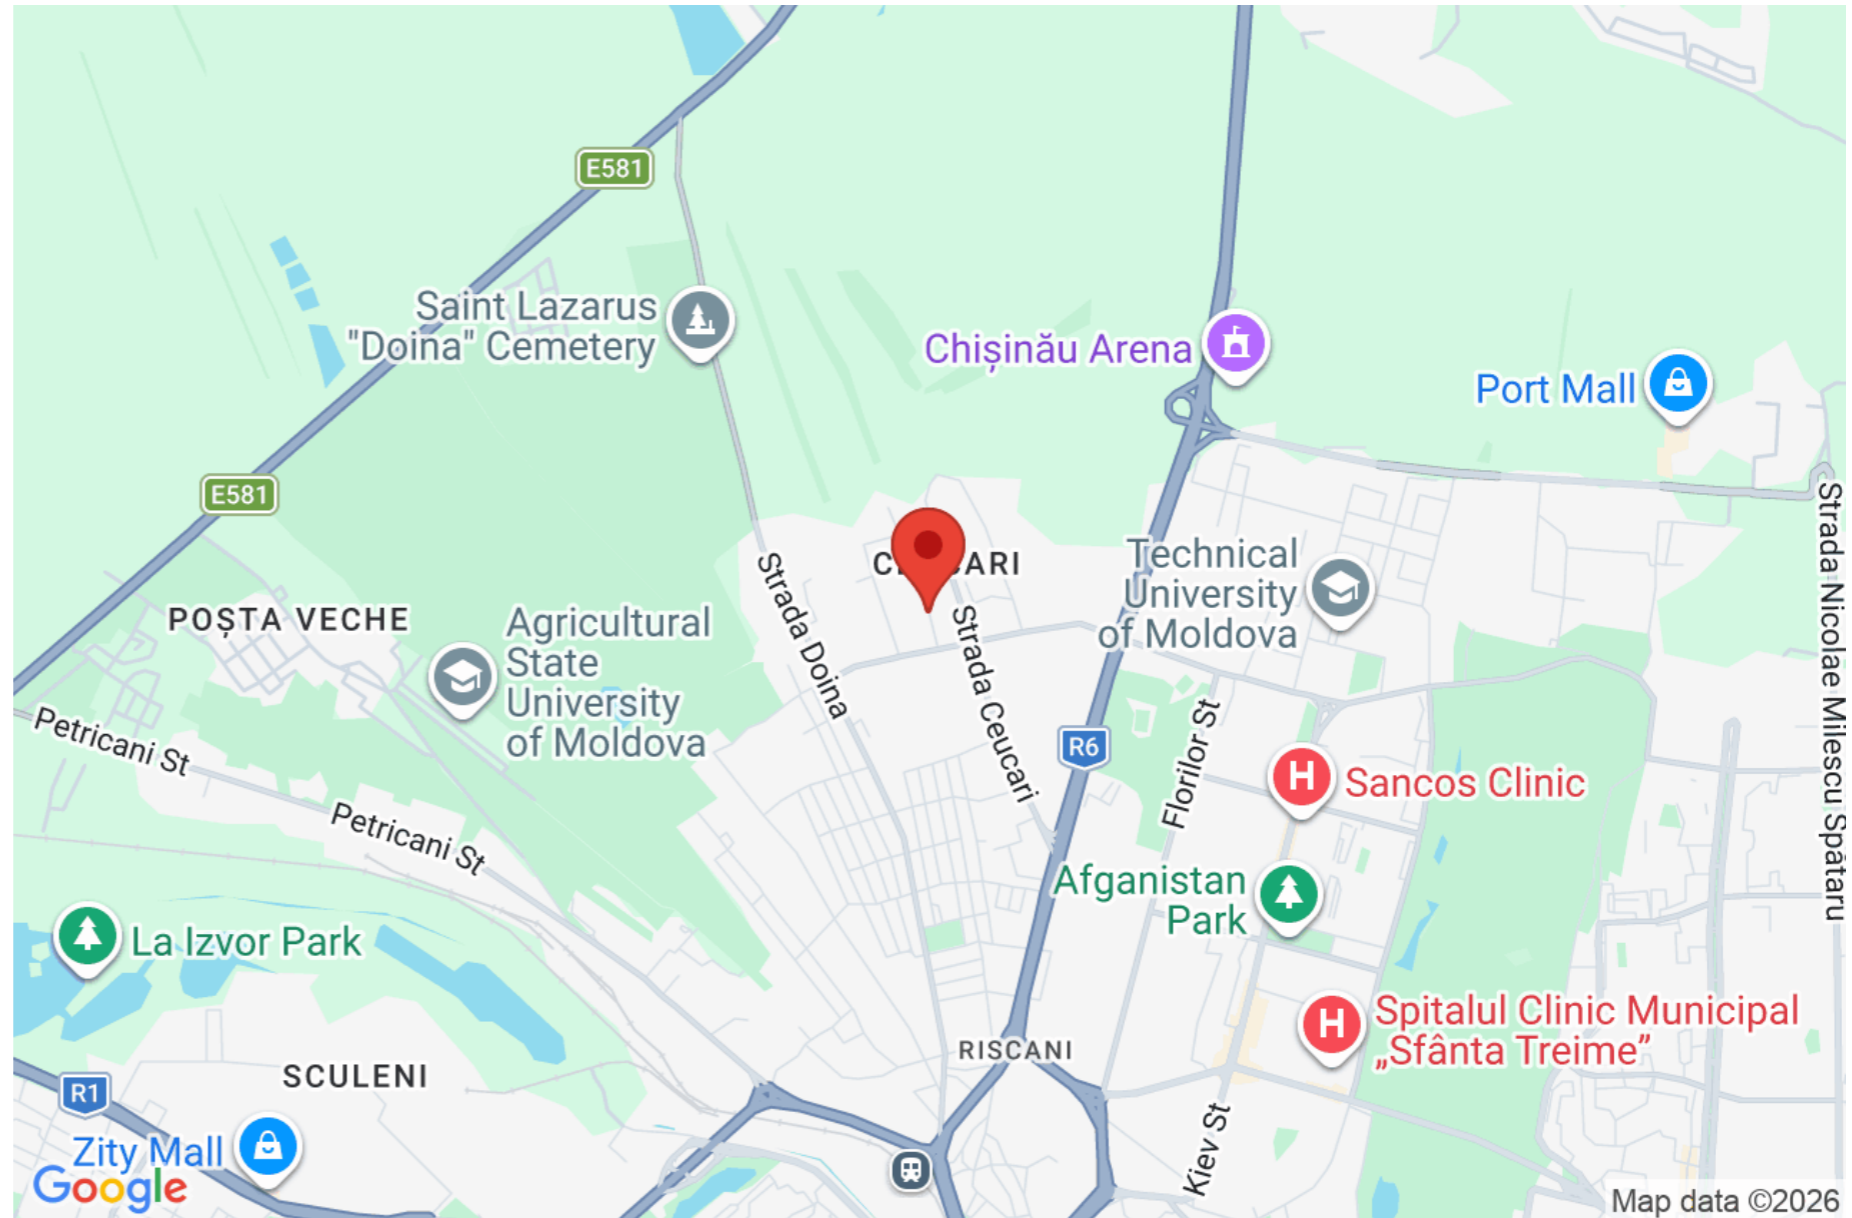 E581
Saint Lazarus
"Doina" Cemetery
Chișinău Arena
Port Mall
E581
Strada Nicolae Milescu Spătaru
Strada Doina
Technical
University
of Moldova
POȘTA VECHE
Agricultural
State
University
of Moldova
Strada Ceucari
Petricani St
Florilor St
R6
Sancos Clinic
Petricani St
Afganistan
Park
La Izvor Park
Spitalul Clinic Municipal
„Sfânta Treime”
RISCANI
SCULENI
R1
Kiev St
Zity Mall
Google
Map data ©2026